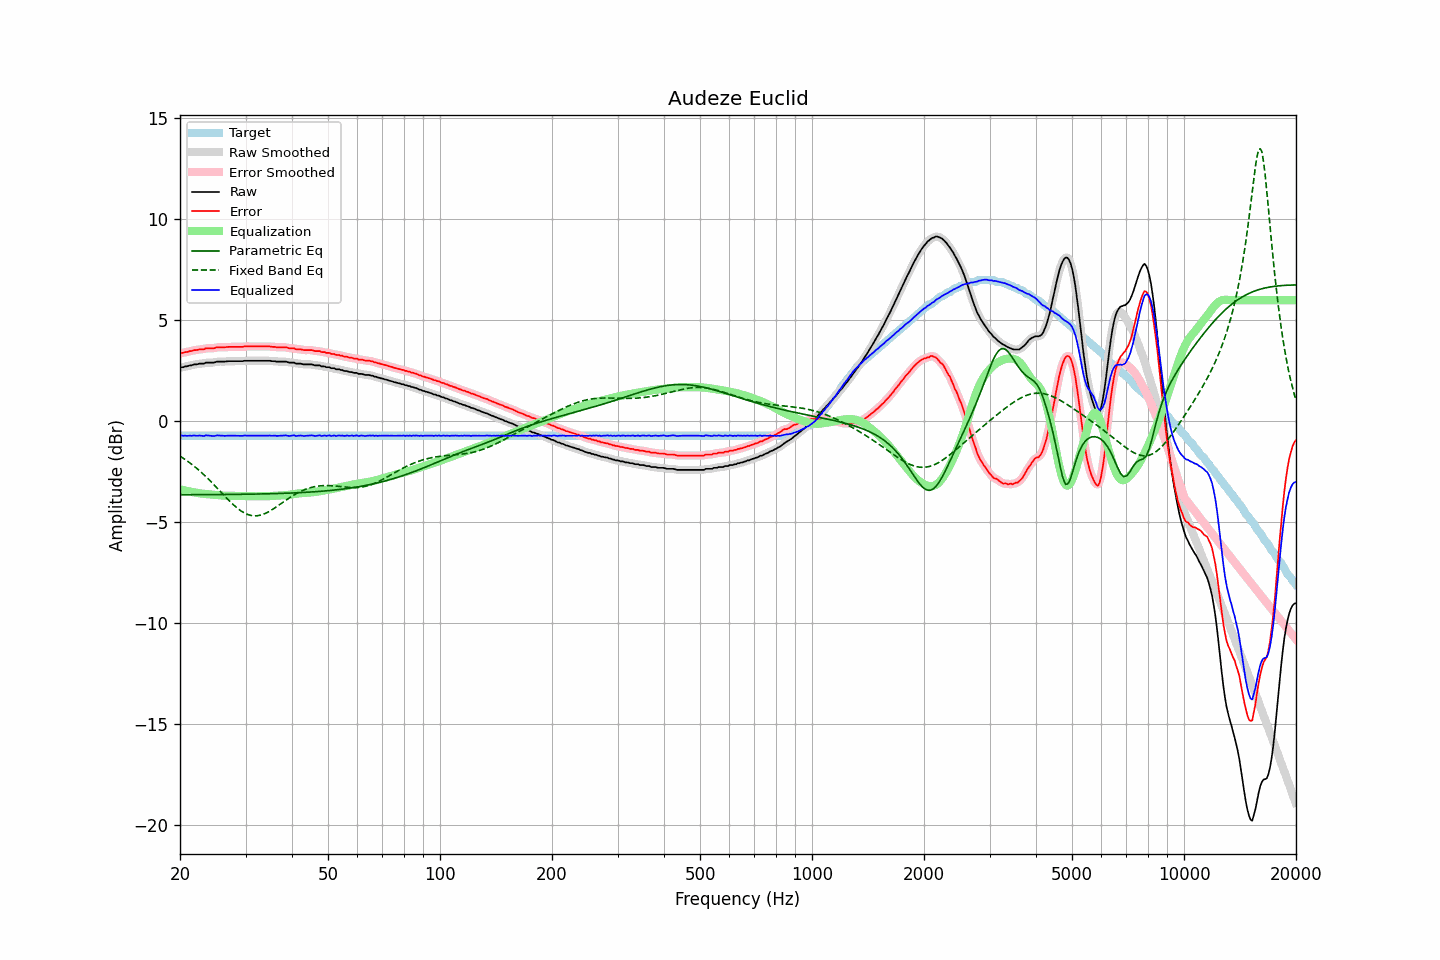 Audeze Euclid
Target
Raw Smoothed
Error Smoothed
Raw
Error
Equalization
Parametric Eq
Fixed Band Eq
Equalized
15
10
5
0
−5
−10
−15
−20
Amplitude (dBr)
20
50
100
200
500
1000
2000
5000
10000
20000
Frequency (Hz)